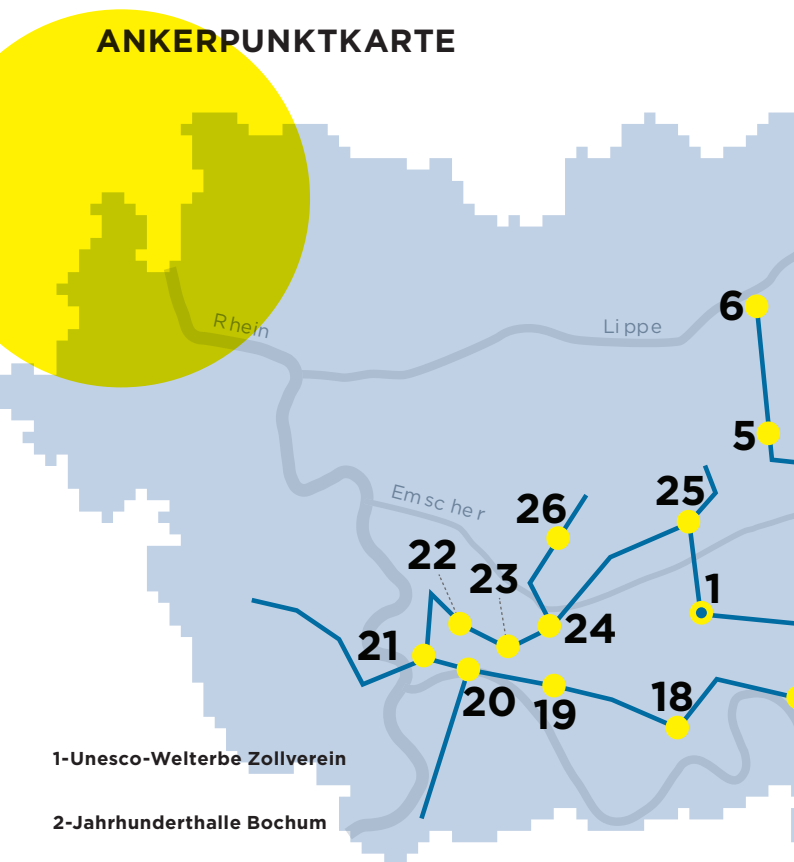 ANKERPUNKTKARTE
Rhein
Lippe
6
5
Emscher
26
25
22
23
1
24
21
20
19
18
1-Unesco-Welterbe Zollverein
2-Jahrhunderthalle Bochum